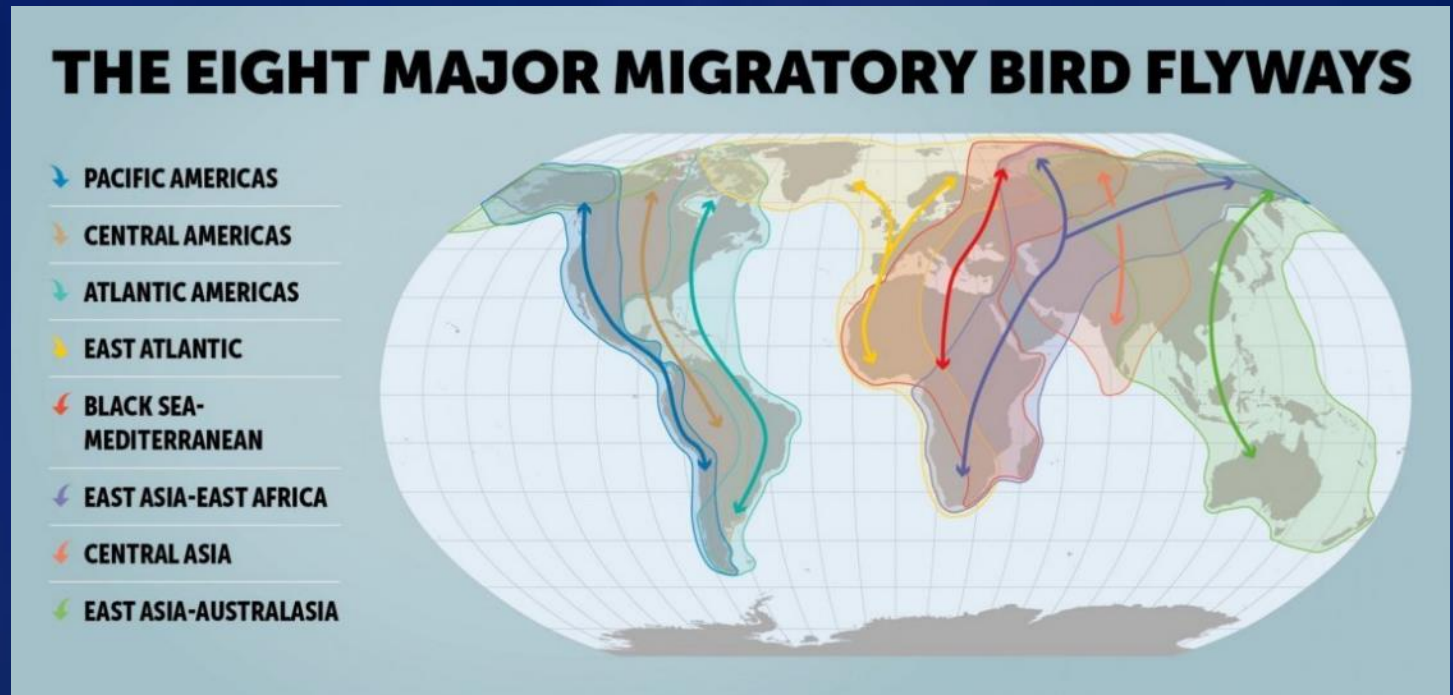 THE EIGHT MAJOR MIGRATORY BIRD FLYWAYS
PACIFIC AMERICAS
CENTRAL AMERICAS
ATLANTIC AMERICAS
EAST ATLANTIC
BLACK SEA-
MEDITERRANEAN
EAST ASIA-EAST AFRICA
CENTRAL ASIA
EAST ASIA-AUSTRALASIA